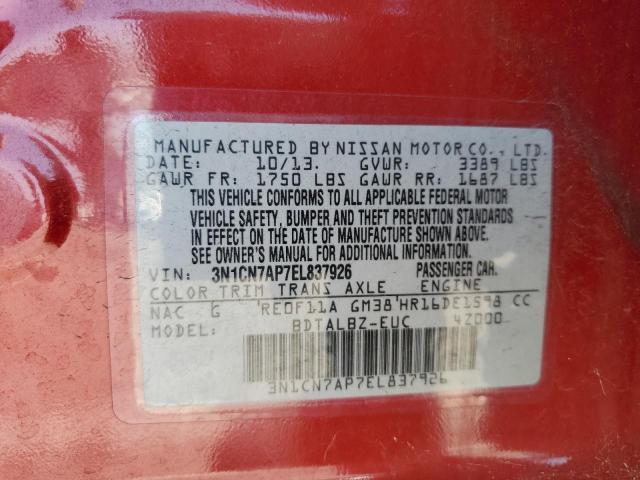 MANUFACTURED BY NISSAN MOTOR CO., LTD.
DATE: 10/13. GVWR: 3389 LBS
GAWR FR: 1750 LBS GAWR RR: 1687 LBS
THIS VEHICLE CONFORMS TO ALL APPLICABLE FEDERAL MOTOR
VEHICLE SAFETY, BUMPER AND THEFT PREVENTION STANDARDS
IN EFFECT ON THE DATE OF MANUFACTURE SHOWN ABOVE.
SEE OWNER'S MANUAL FOR ADDITIONAL INFORMATION.
VIN: 3N1CN7AP7EL837926 PASSENGER CAR.
COLOR TRIM TRANS AXLE ENGINE
NAC G RE0F11A GM38 HR16DE1598 CC
MODEL: BDTALBZ-EUC 4Z000
3N1CN7AP7EL837926